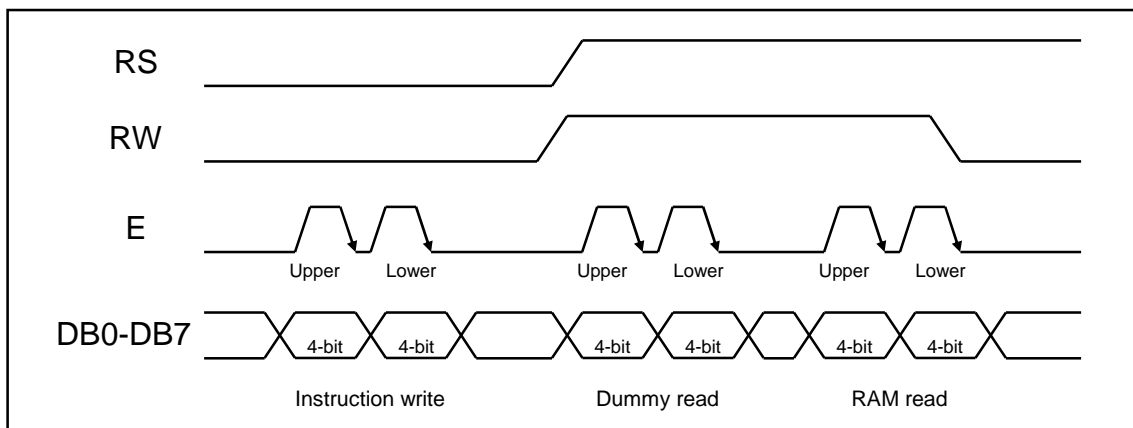 RS
RW
E
Upper Lower Upper Lower Upper Lower
DB0-DB7
4-bit 4-bit 4-bit 4-bit 4-bit 4-bit
Instruction write Dummy read RAM read